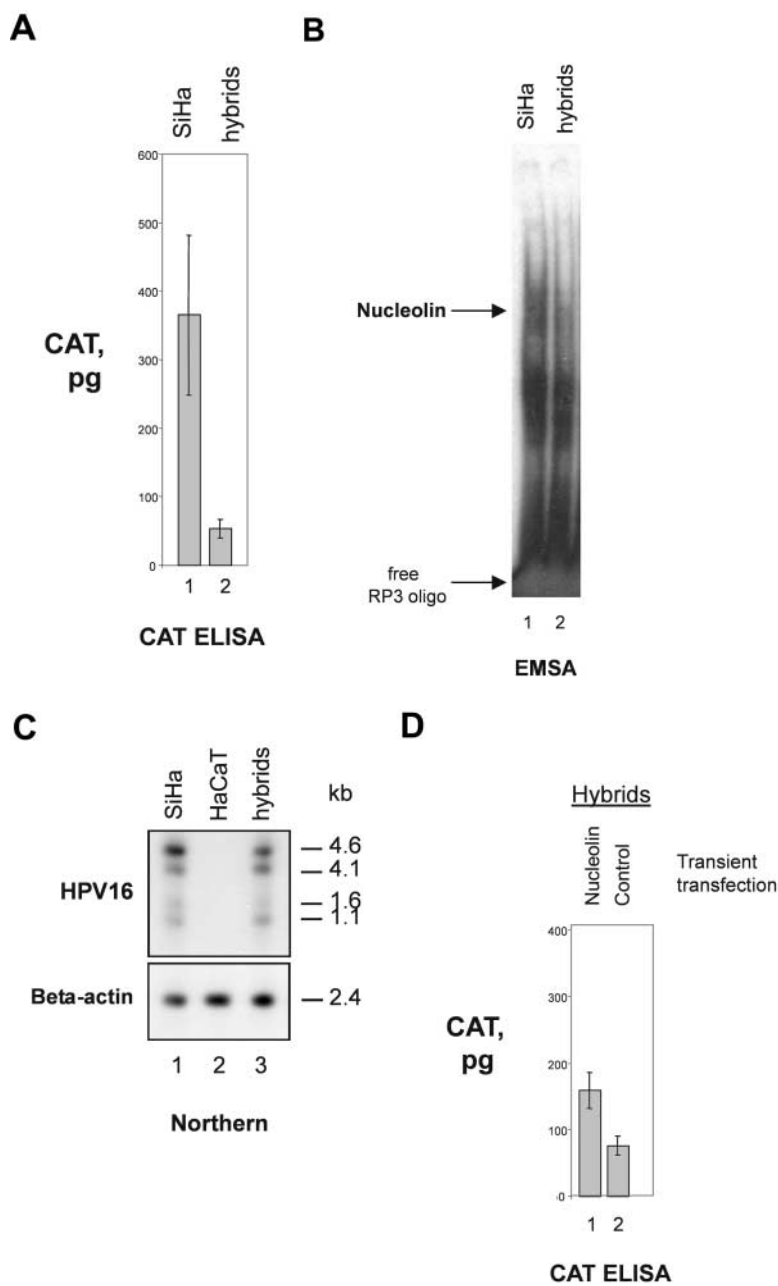 A
SiHa
hybrids
600
500
400
300
200
100
0
CAT,
pg
1 2
CAT ELISA
B
SiHa
hybrids
Nucleolin
free
RP3 oligo
1 2
EMSA
C
SiHa
HaCaT
hybrids
kb
HPV16
4.6
4.1
1.6
1.1
Beta-actin
2.4
1 2 3
Northern
D
Hybrids
Nucleolin
Control
Transient
transfection
400
300
200
100
0
CAT,
pg
1 2
CAT ELISA